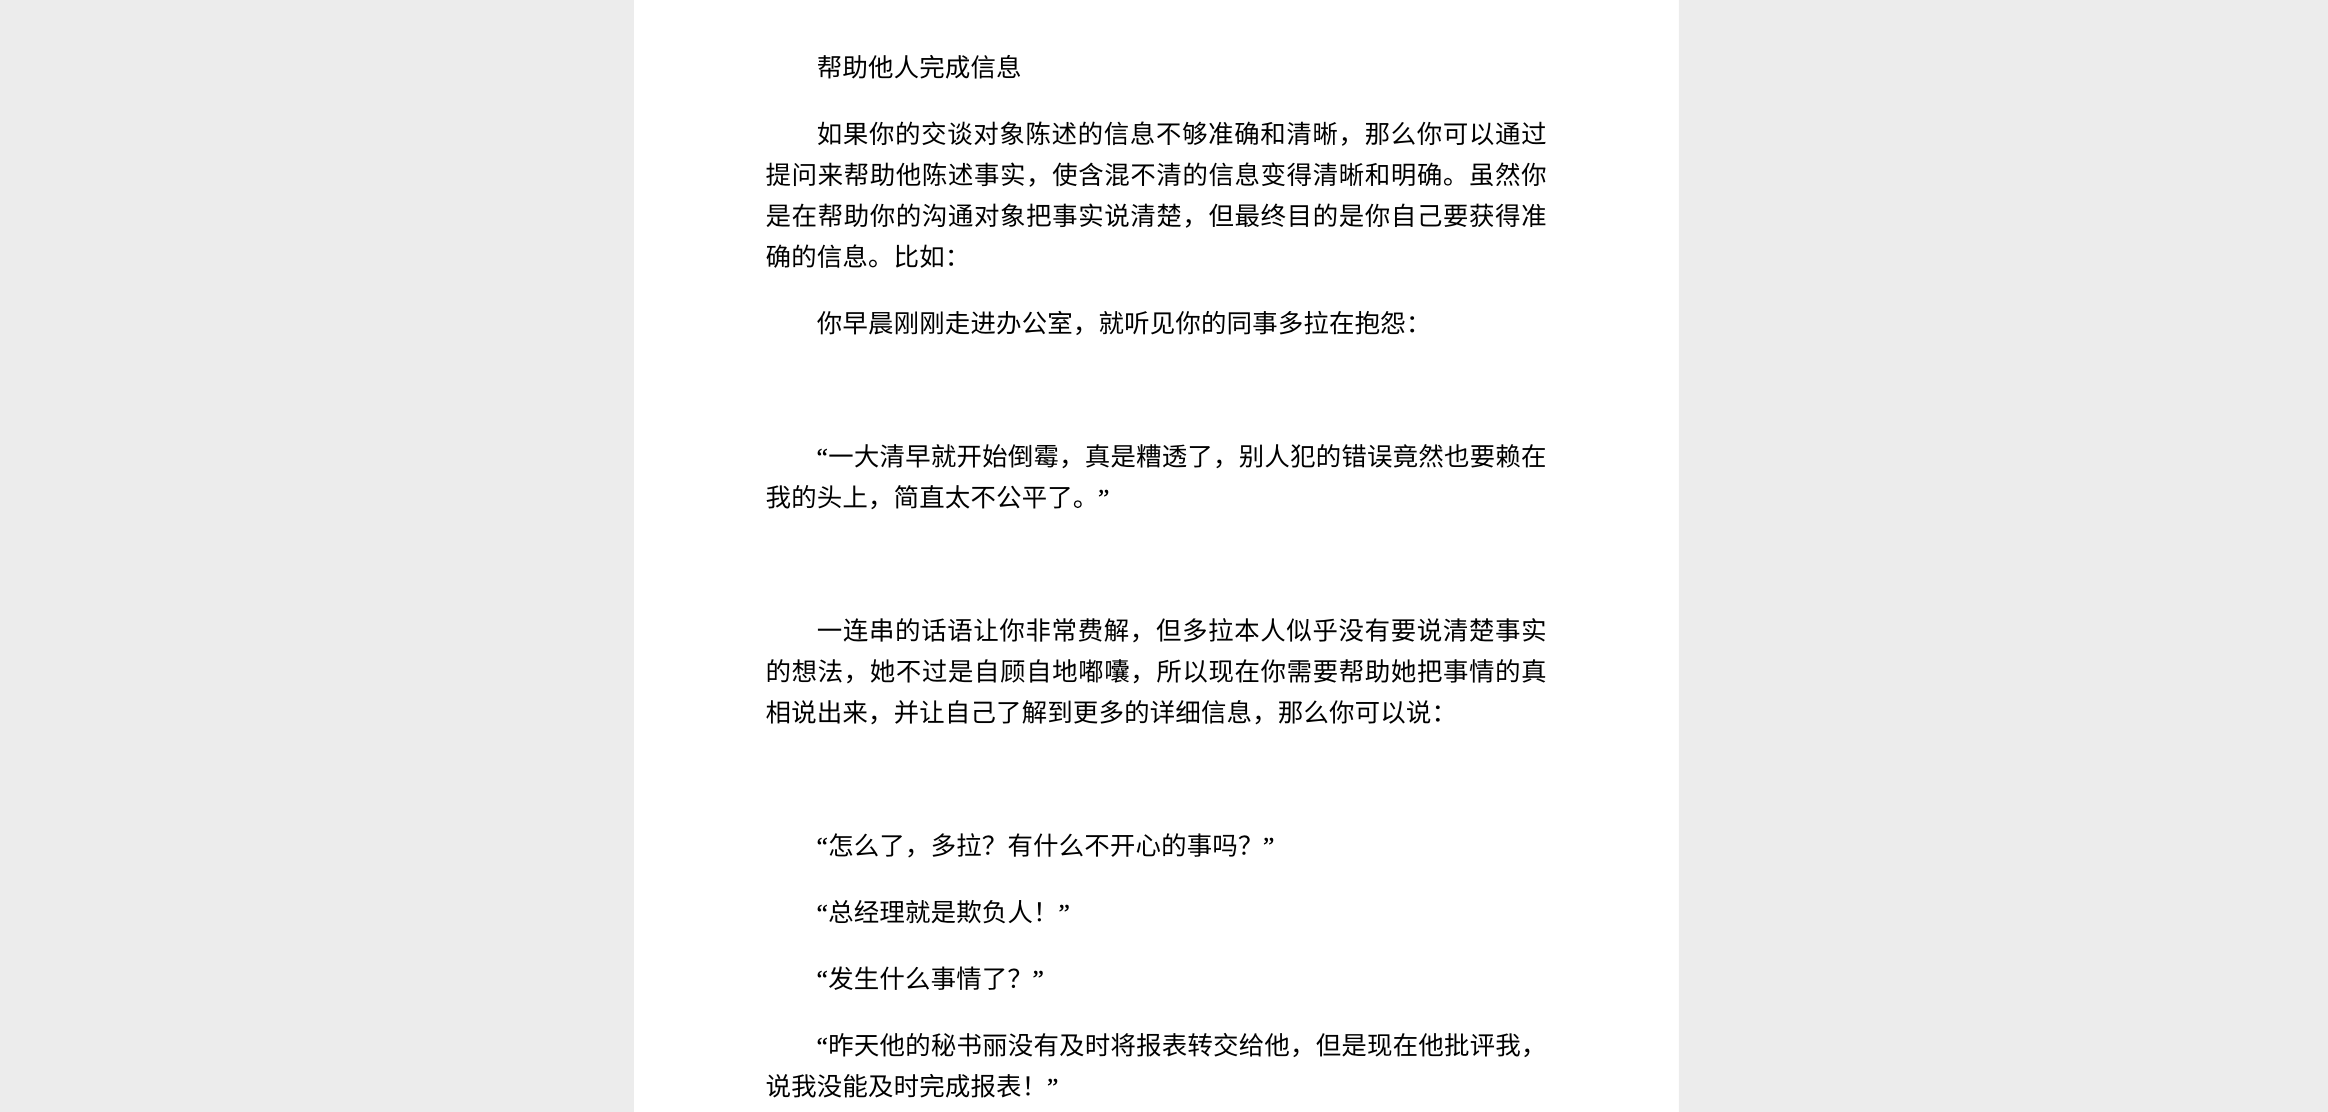 帮助他人完成信息
如果你的交谈对象陈述的信息不够准确和清晰，那么你可以通过
提问来帮助他陈述事实，使含混不清的信息变得清晰和明确。虽然你
是在帮助你的沟通对象把事实说清楚，但最终目的是你自己要获得准
确的信息。比如：
你早晨刚刚走进办公室，就听见你的同事多拉在抱怨：
“一大清早就开始倒霉，真是糟透了，别人犯的错误竟然也要赖在
我的头上，简直太不公平了。”
一连串的话语让你非常费解，但多拉本人似乎没有要说清楚事实
的想法，她不过是自顾自地嘟囔，所以现在你需要帮助她把事情的真
相说出来，并让自己了解到更多的详细信息，那么你可以说：
“怎么了，多拉？有什么不开心的事吗？”
“总经理就是欺负人！”
“发生什么事情了？”
“昨天他的秘书丽没有及时将报表转交给他，但是现在他批评我，
说我没能及时完成报表！”